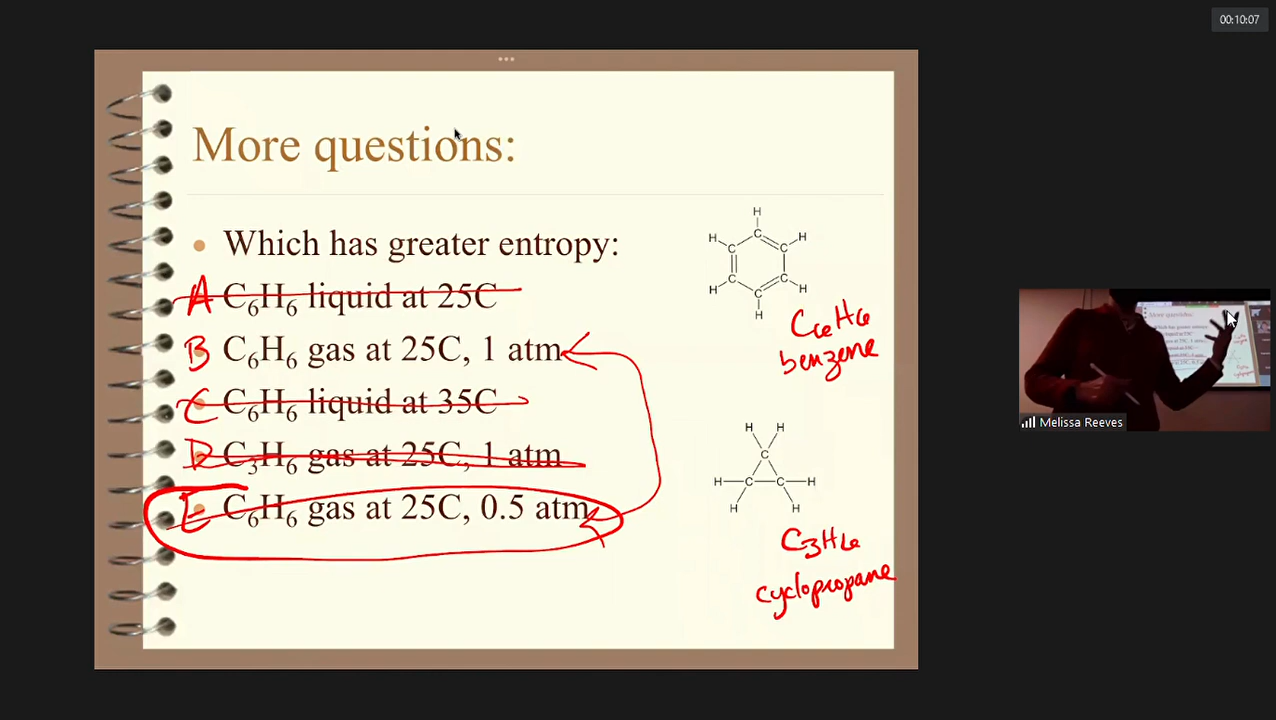 00:10:07
More questions:
Which has greater entropy:
A C₆H₆ liquid at 25C
B C₆H₆ gas at 25C, 1 atm
C C₆H₆ liquid at 35C
D C₃H₆ gas at 25C, 1 atm
E C₆H₆ gas at 25C, 0.5 atm
H
H C H
C C
C C
H C H
H
C6H6
benzene
H H
C
H C C H
H H
C3H6
cyclopropane
Melissa Reeves